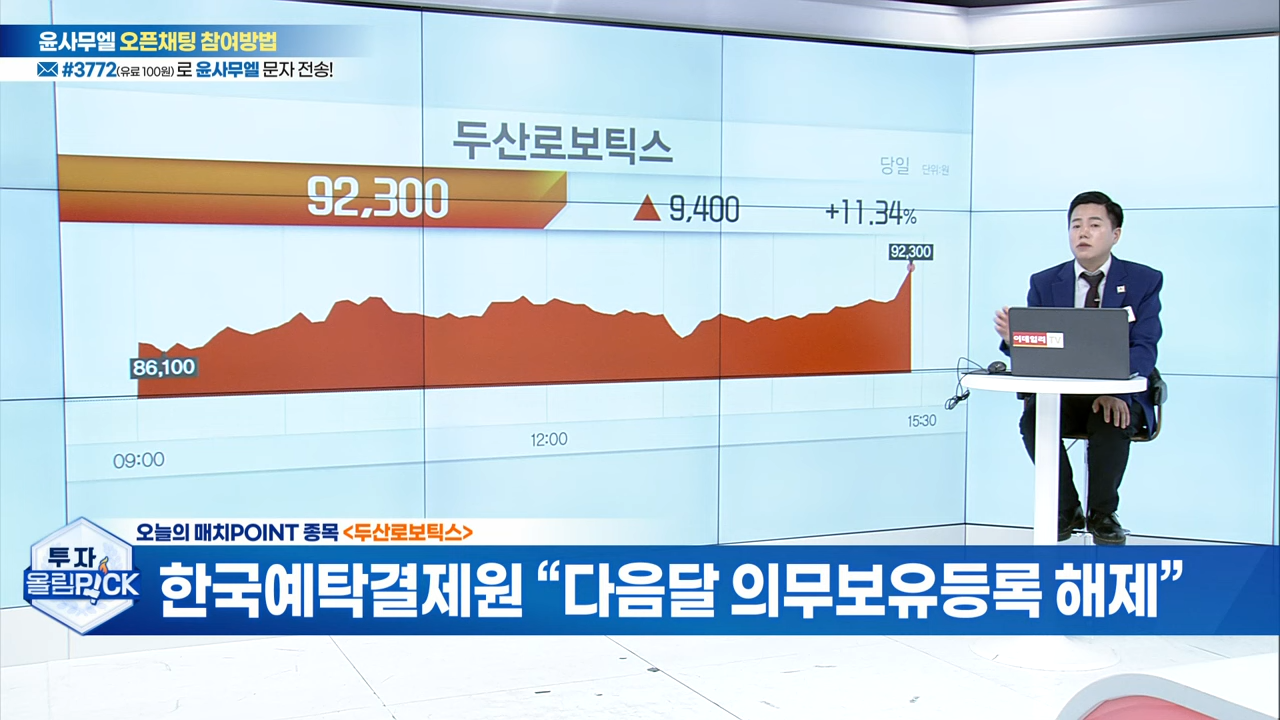 윤사무엘 오픈채팅 참여방법
#3772(유료 100원)로 윤사무엘 문자 전송!
두산로보틱스
당일 단위:원
92,300 ▲ 9,400 +11.34%
92,300
86,100
09:00 12:00 15:30
이데일리 TV
오늘의 매치POINT 종목 <두산로보틱스>
투자
올림P!CK
한국예탁결제원 “다음달 의무보유등록 해제”